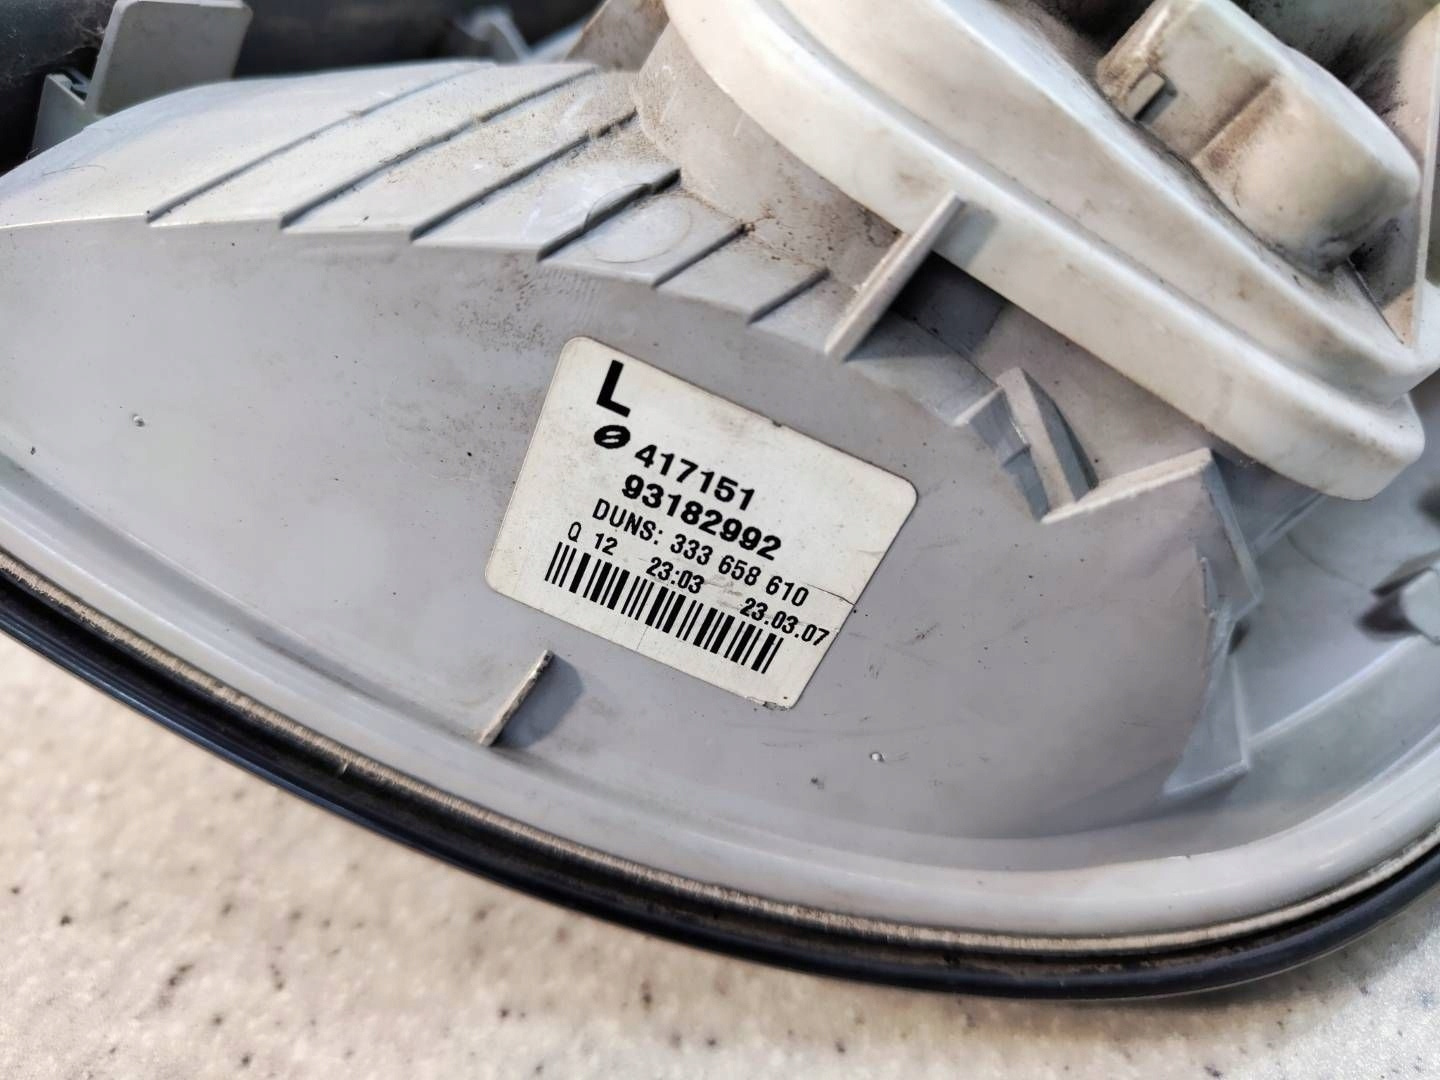 L
417151
93182992
DUNS: 333 658 610
Q 12 23:03 23.03.07